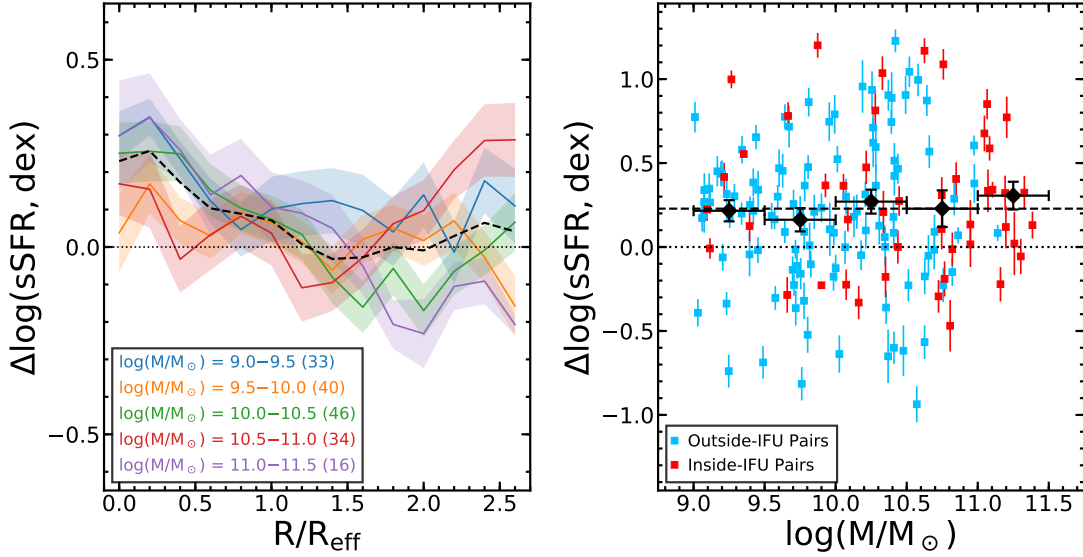 Δlog(sSFR, dex)
0.5
0.0
−0.5
log(M/M⊙) = 9.0−9.5 (33)
log(M/M⊙) = 9.5−10.0 (40)
log(M/M⊙) = 10.0−10.5 (46)
log(M/M⊙) = 10.5−11.0 (34)
log(M/M⊙) = 11.0−11.5 (16)
0.0 0.5 1.0 1.5 2.0 2.5
R/Reff
Δlog(sSFR, dex)
1.0
0.5
0.0
−0.5
−1.0
Outside-IFU Pairs
Inside-IFU Pairs
9.0 9.5 10.0 10.5 11.0 11.5
log(M/M⊙)